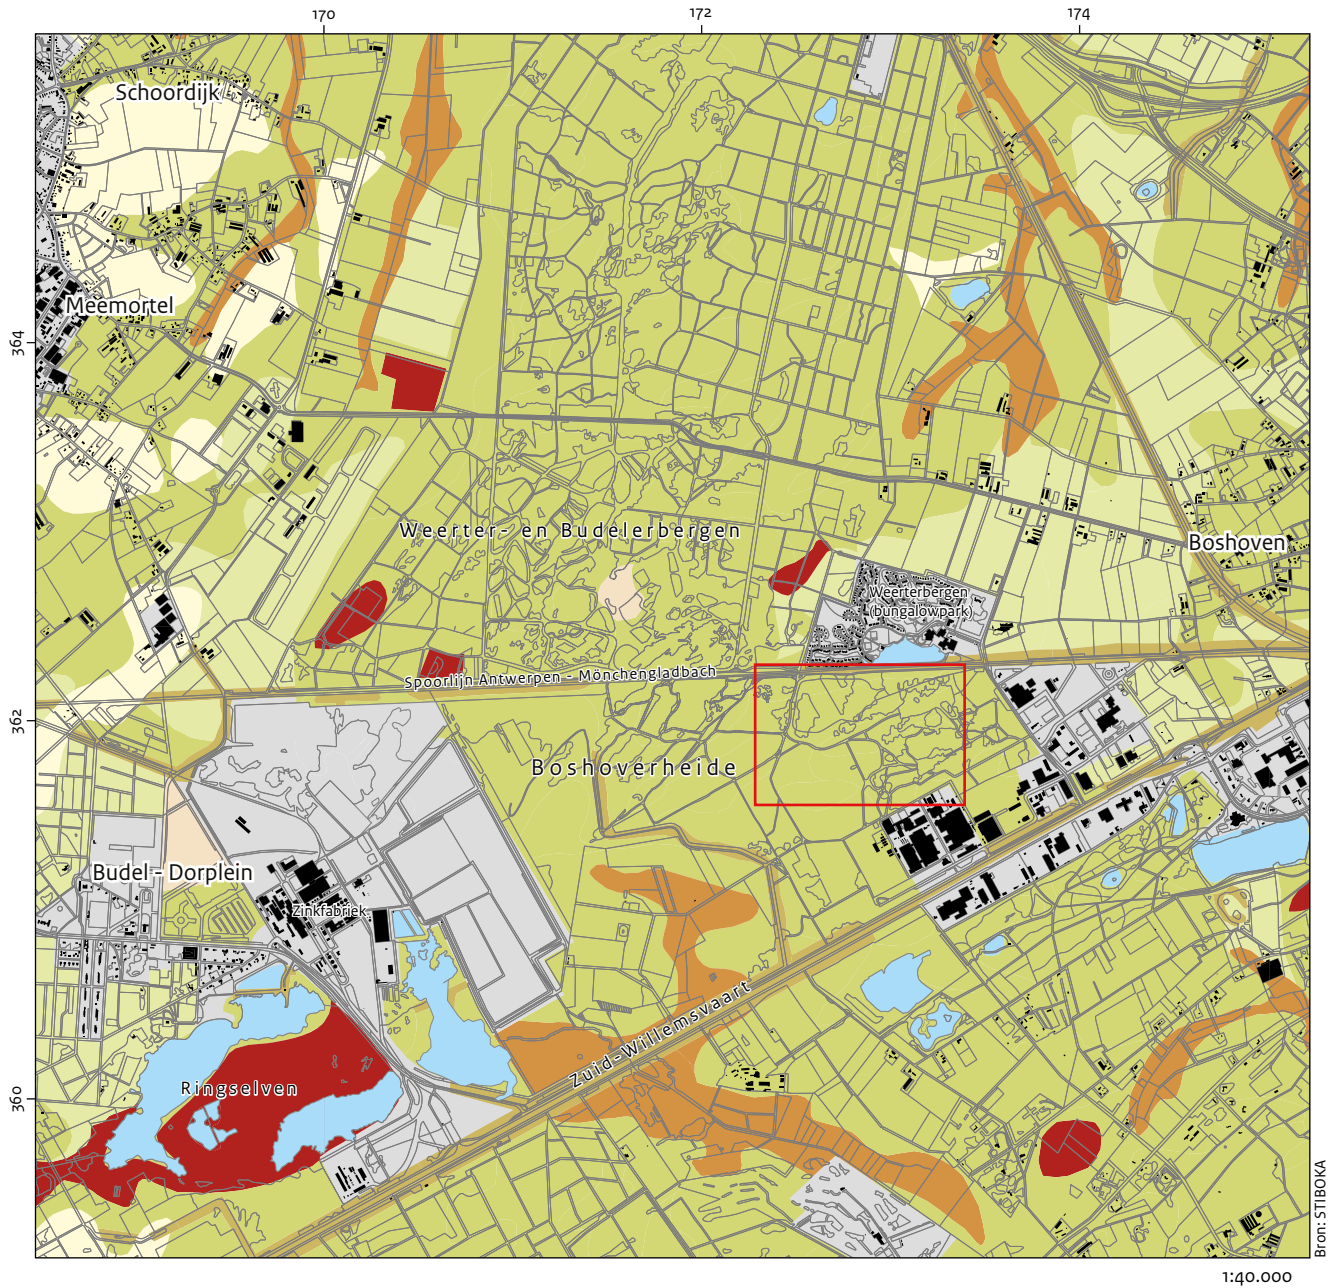 170
172
174
Schoordijk
Meemortel
364
Weerter- en Budelerbergen
Boshoven
Weerterbergen
(bungalowpark)
Spoorlijn Antwerpen - Mönchengladbach
362
Boshoverheide
Budel - Dorplein
Zinkfabriek
Zuid-Willemsvaart
Ringselven
360
Bron: STIBOKA
1:40.000